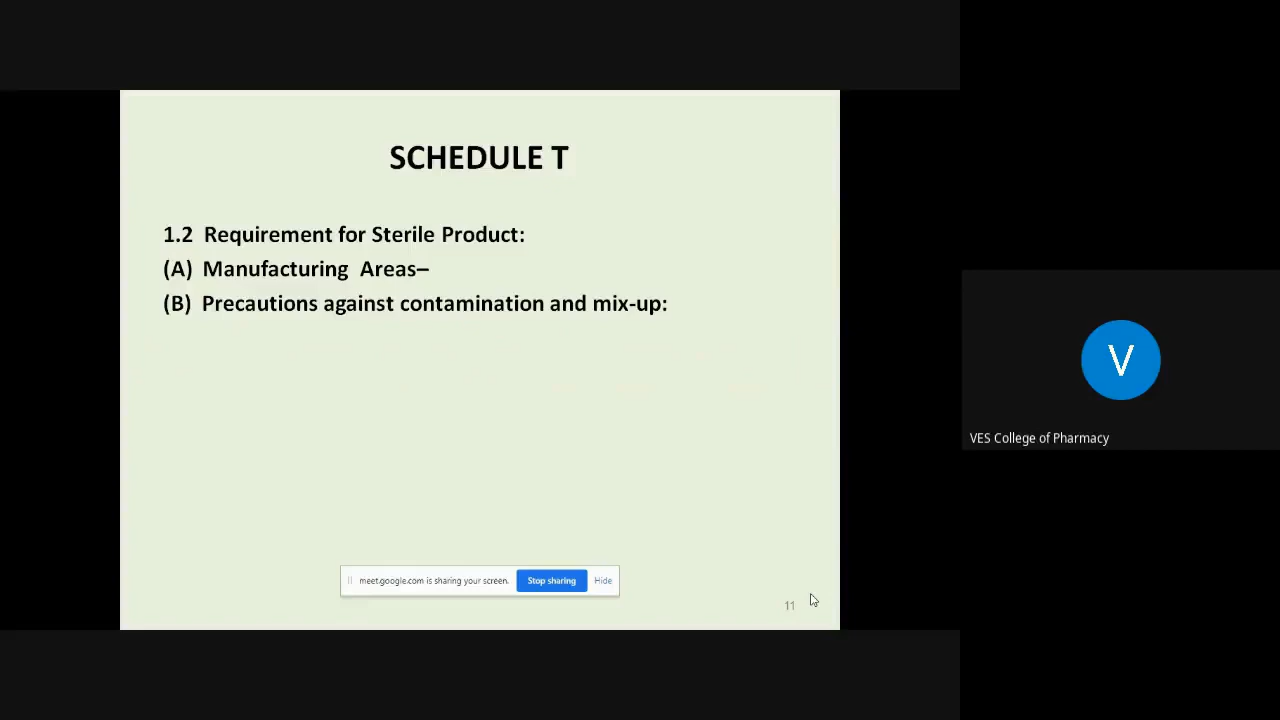 SCHEDULE T
1.2 Requirement for Sterile Product:
(A) Manufacturing Areas–
(B) Precautions against contamination and mix-up:
meet.google.com is sharing your screen. Stop sharing Hide
11
V
VES College of Pharmacy